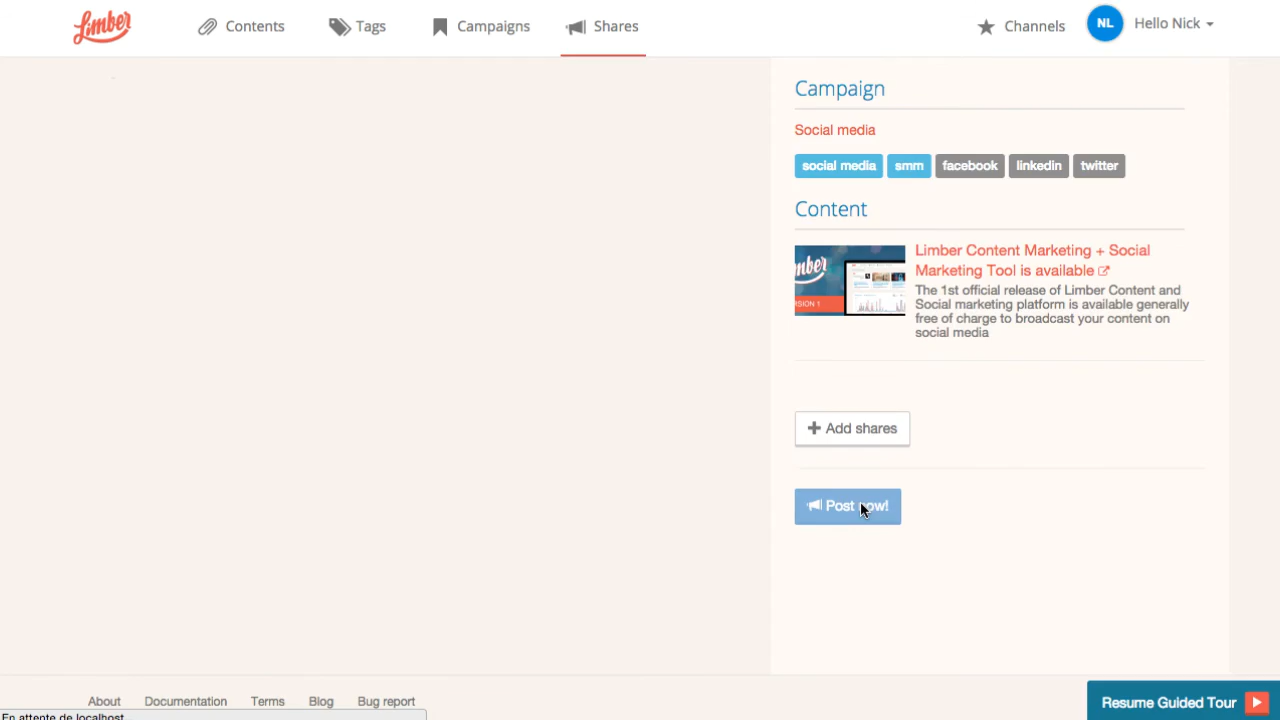 Limber
Contents
Tags
Campaigns
Shares
Channels
NL
Hello Nick
Campaign
Social media
social media
smm
facebook
linkedin
twitter
Content
Limber Content Marketing + Social
Marketing Tool is available
The 1st official release of Limber Content and
Social marketing platform is available generally
free of charge to broadcast your content on
social media
mber
RSION 1
Add shares
Post now!
About
Documentation
Terms
Blog
Bug report
Resume Guided Tour
En attente de localhost...